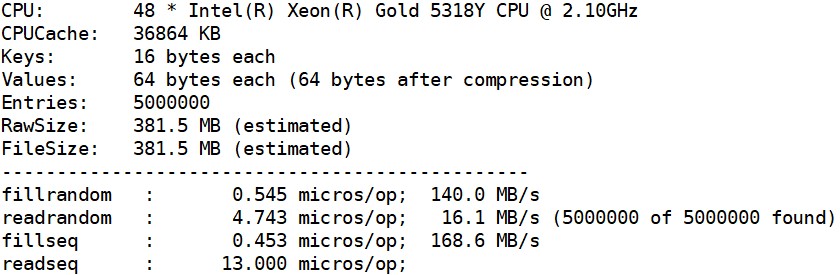 CPU:        48 * Intel(R) Xeon(R) Gold 5318Y CPU @ 2.10GHz
CPUCache:   36864 KB
Keys:       16 bytes each
Values:     64 bytes each (64 bytes after compression)
Entries:    5000000
RawSize:    381.5 MB (estimated)
FileSize:   381.5 MB (estimated)
------------------------------------------------
fillrandom   :       0.545 micros/op;  140.0 MB/s
readrandom   :       4.743 micros/op;   16.1 MB/s (5000000 of 5000000 found)
fillseq      :       0.453 micros/op;  168.6 MB/s
readseq      :      13.000 micros/op;